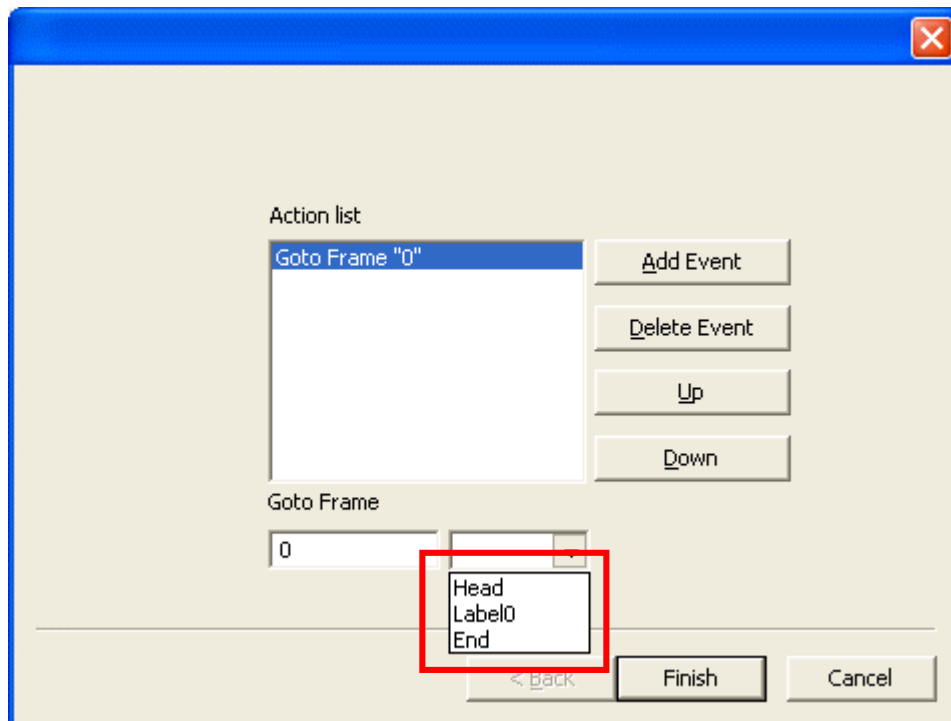 Action list
Goto Frame "0"
Add Event
Delete Event
Up
Down
Goto Frame
0
Head
Label0
End
< Back
Finish
Cancel